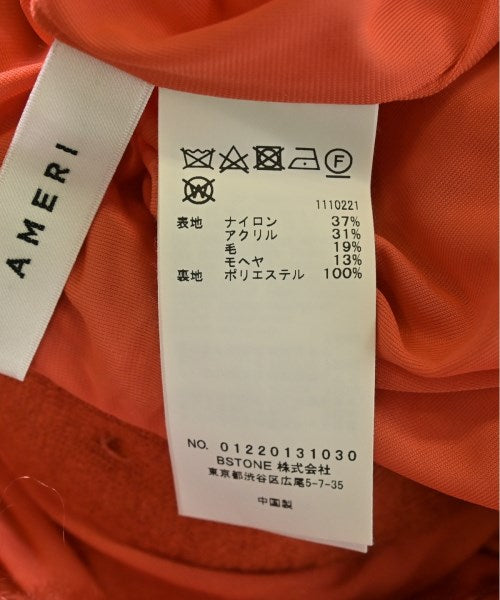 AMERI
F
W
1110221
表地 ナイロン 37%
アクリル 31%
毛 19%
モヘヤ 13%
裏地 ポリエステル 100%
NO. 01220131030
BSTONE 株式会社
東京都渋谷区広尾5-7-35
中国製